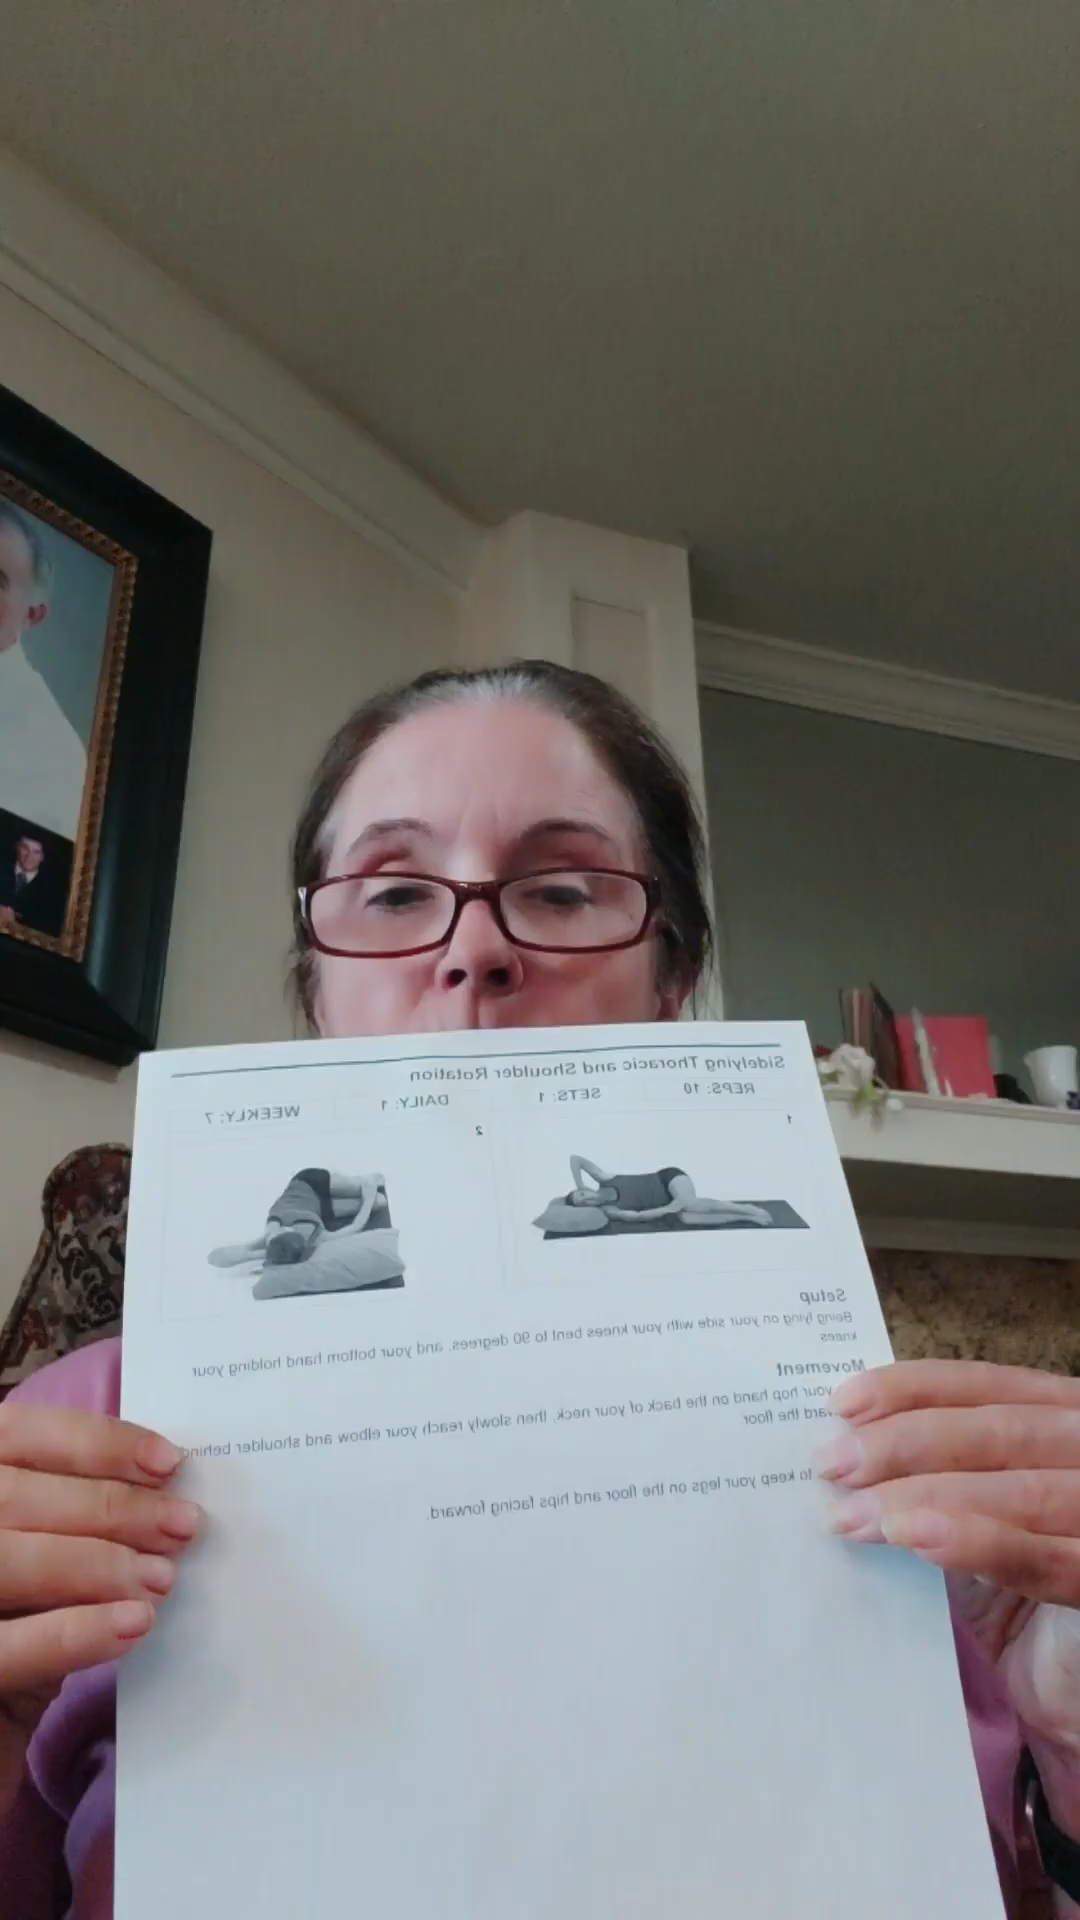 Sidelying Thoracic and Shoulder Rotation
REPS: 10 SETS: 1 DAILY: 1 WEEKLY: 7
1 2
Setup
Being lying on your side with your knees bent to 90 degrees, and your bottom hand holding your
knees
Movement
your hop hand on the back of your neck, then slowly reach your elbow and shoulder behind
the floor
to keep your legs on the floor and hips facing forward.